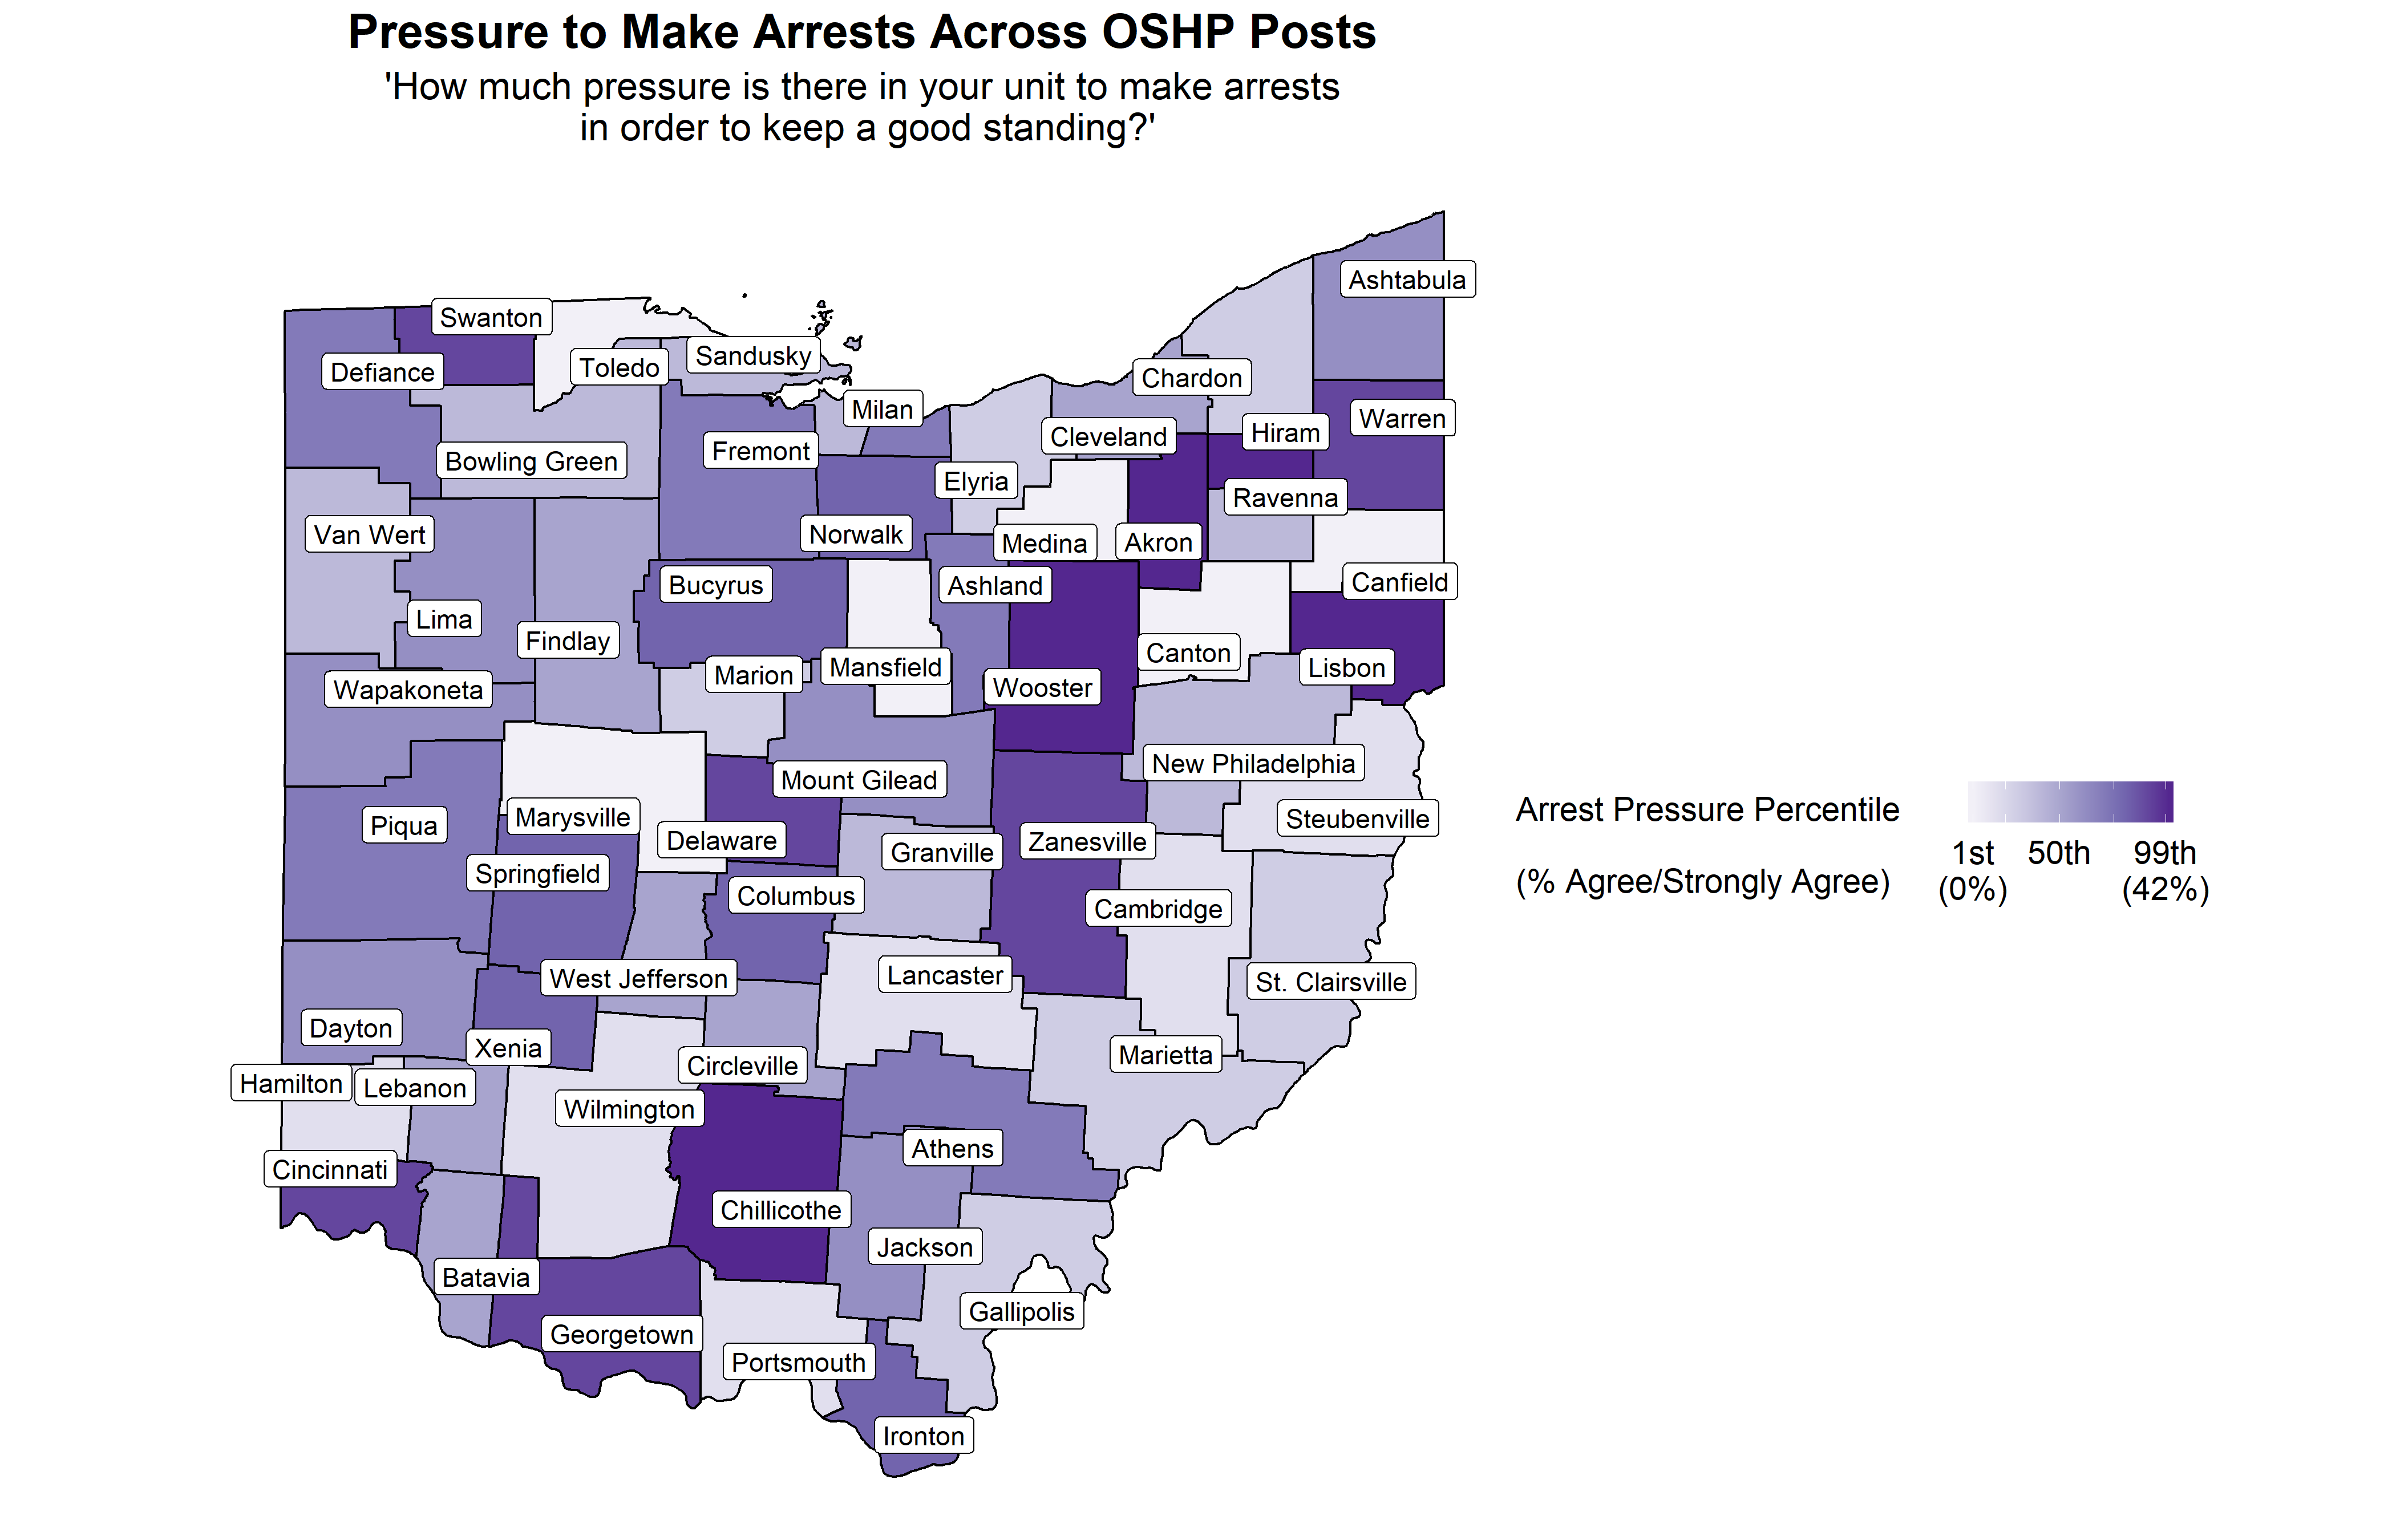 Pressure to Make Arrests Across OSHP Posts
'How much pressure is there in your unit to make arrests
in order to keep a good standing?'
Ashtabula
Swanton
Sandusky
Toledo
Defiance
Chardon
Milan
Warren
Hiram
Cleveland
Fremont
Bowling Green
Elyria
Ravenna
Van Wert
Norwalk
Medina
Akron
Bucyrus
Ashland
Canfield
Lima
Findlay
Canton
Mansfield
Lisbon
Marion
Wapakoneta
Wooster
New Philadelphia
Mount Gilead
Marysville
Steubenville
Piqua
Delaware
Zanesville
Granville
Springfield
Columbus
Cambridge
Lancaster
West Jefferson
St. Clairsville
Dayton
Xenia
Marietta
Circleville
Hamilton
Lebanon
Wilmington
Athens
Cincinnati
Chillicothe
Jackson
Batavia
Gallipolis
Georgetown
Portsmouth
Ironton
Arrest Pressure Percentile
(% Agree/Strongly Agree)
1st
(0%)
50th
99th
(42%)